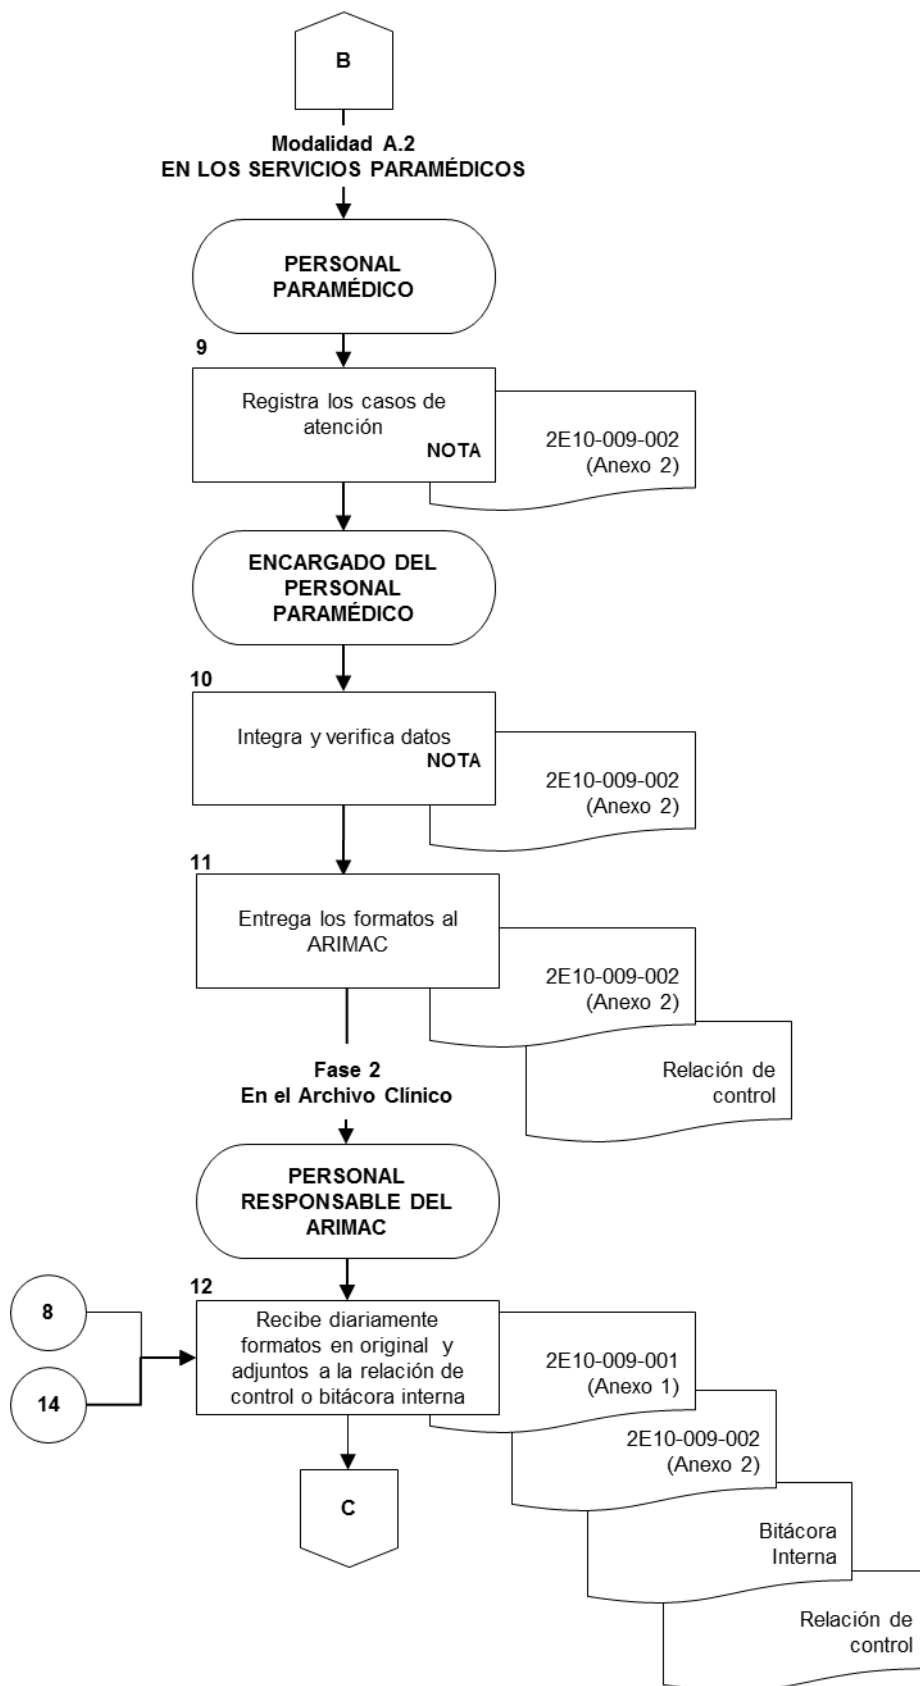 B
Modalidad A.2
EN LOS SERVICIOS PARAMÉDICOS
PERSONAL
PARAMÉDICO
9
Registra los casos de
atención
NOTA
2E10-009-002
(Anexo 2)
ENCARGADO DEL
PERSONAL
PARAMÉDICO
10
Integra y verifica datos
NOTA
2E10-009-002
(Anexo 2)
11
Entrega los formatos al
ARIMAC
2E10-009-002
(Anexo 2)
Relación de
control
Fase 2
En el Archivo Clínico
PERSONAL
RESPONSABLE DEL
ARIMAC
8
14
12
Recibe diariamente
formatos en original y
adjuntos a la relación de
control o bitácora interna
2E10-009-001
(Anexo 1)
2E10-009-002
(Anexo 2)
Bitácora
Interna
Relación de
control
C